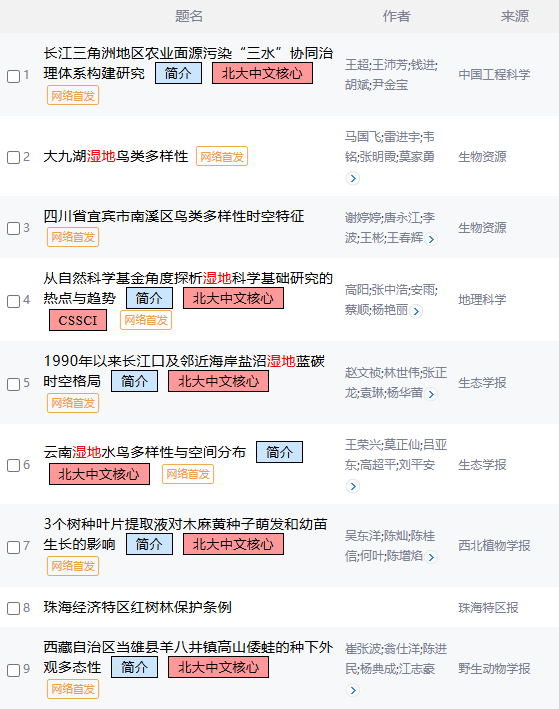 题名 作者 来源
1 长江三角洲地区农业面源污染“三水”协同治
理体系构建研究 简介 北大中文核心
网络首发
王超;王沛芳;钱进;
胡斌;尹金宝
中国工程科学
2 大九湖湿地鸟类多样性 网络首发
马国飞;雷进宇;韦
铭;张明霞;莫家勇
生物资源
3 四川省宜宾市南溪区鸟类多样性时空特征
网络首发
谢婷婷;唐永江;李
波;王彬;王春辉
生物资源
4 从自然科学基金角度探析湿地科学基础研究的
热点与趋势 简介 北大中文核心
CSSCI 网络首发
高阳;张中浩;安雨;
蔡顺;杨艳丽
地理科学
5 1990年以来长江口及邻近海岸盐沼湿地蓝碳
时空格局 简介 北大中文核心
网络首发
赵文祯;林世伟;张正
龙;袁琳;杨华蕾
生态学报
6 云南湿地水鸟多样性与空间分布 简介
北大中文核心 网络首发
王荣兴;莫正仙;吕亚
东;高超平;刘平安
生态学报
7 3个树种叶片提取液对木麻黄种子萌发和幼苗
生长的影响 简介 北大中文核心
网络首发
吴东洋;陈灿;陈桂
信;何叶;陈增焰
西北植物学报
8 珠海经济特区红树林保护条例
珠海特区报
9 西藏自治区当雄县羊八井镇高山倭蛙的种下外
观多态性 简介 北大中文核心
网络首发
崔张波;翁仕洋;陈进
民;杨典成;江志豪
野生动物学报